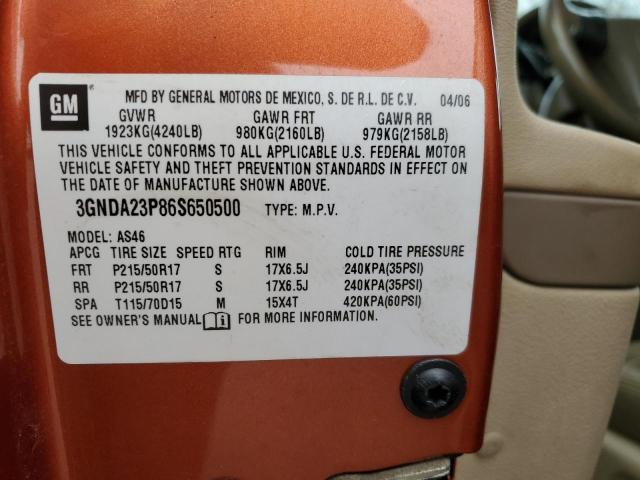 GM MFD BY GENERAL MOTORS DE MEXICO, S. DE R.L. DE C.V. 04/06
GVWR GAWR FRT GAWR RR
1923KG(4240LB) 980KG(2160LB) 979KG(2158LB)
THIS VEHICLE CONFORMS TO ALL APPLICABLE U.S. FEDERAL MOTOR
VEHICLE SAFETY AND THEFT PREVENTION STANDARDS IN EFFECT ON
THE DATE OF MANUFACTURE SHOWN ABOVE.
3GNDA23P86S650500 TYPE: M.P.V.
MODEL: AS46
APCG TIRE SIZE SPEED RTG RIM COLD TIRE PRESSURE
FRT P215/50R17 S 17X6.5J 240KPA(35PSI)
RR P215/50R17 S 17X6.5J 240KPA(35PSI)
SPA T115/70D15 M 15X4T 420KPA(60PSI)
SEE OWNER'S MANUAL FOR MORE INFORMATION.